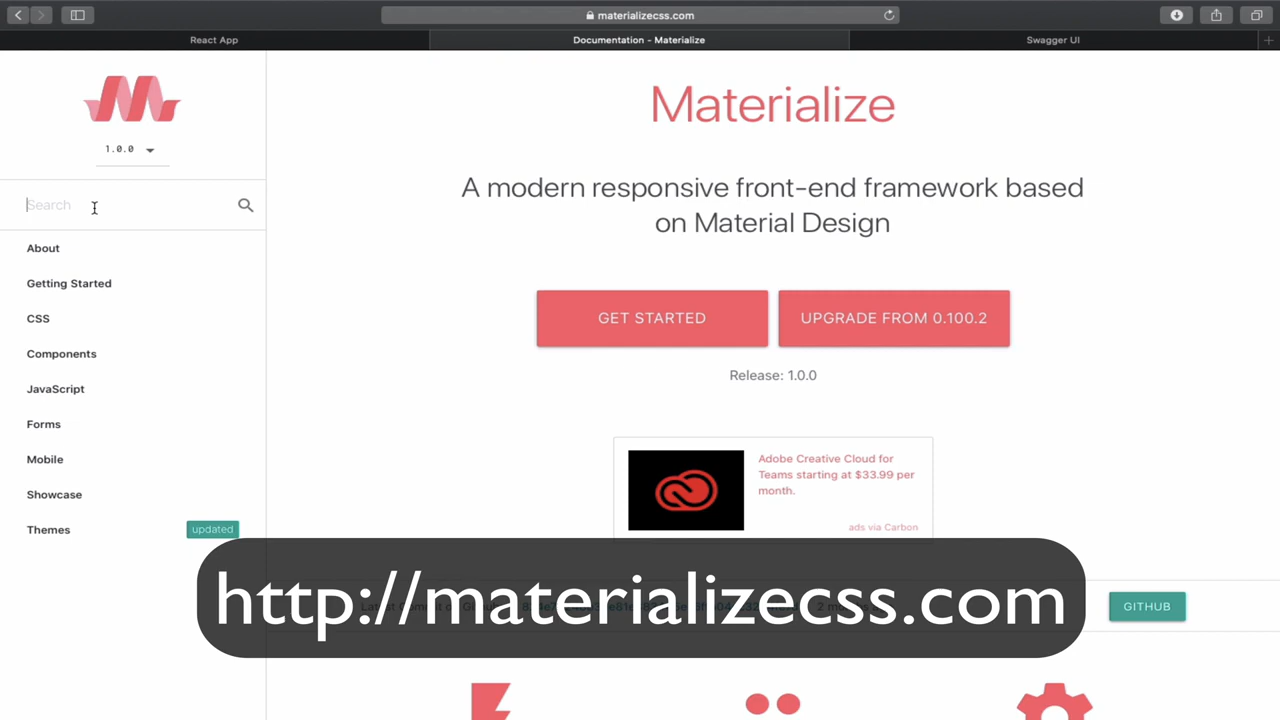 materializecss.com
React App
Documentation - Materialize
Swagger UI
1.0.0
Search
About
Getting Started
CSS
Components
JavaScript
Forms
Mobile
Showcase
Themes
updated
Materialize
A modern responsive front-end framework based
on Material Design
GET STARTED
UPGRADE FROM 0.100.2
Release: 1.0.0
Adobe Creative Cloud for
Teams starting at $33.99 per
month.
ads via Carbon
http://materializecss.com
GITHUB